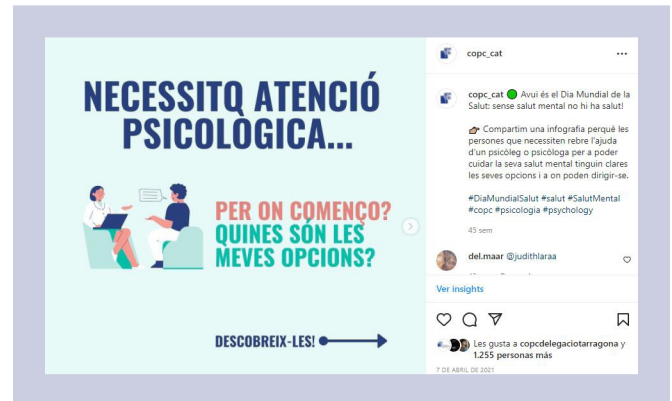 NECESSITO ATENCIÓ
PSICOLÒGICA...
PER ON COMENÇO?
QUINES SÓN LES
MEVES OPCIONS?
DESCOBREIX-LES!
copc_cat
copc_cat Avui és el Dia Mundial de la
Salut: sense salut mental no hi ha salut!
Compartim una infografia perquè les
persones que necessiten rebre l'ajuda
d'un psicòleg o psicòloga per a poder
cuidar la seva salut mental tinguin clares
les seves opcions i a on poden dirigir-se.
#DiaMundialSalut #salut #SalutMental
#copc #psicologia #psychology
45 sem
del.maar @judithlaraa
Ver insights
Les gusta a copcdelegaciotarragona y
1.255 personas más
7 DE ABRIL DE 2021